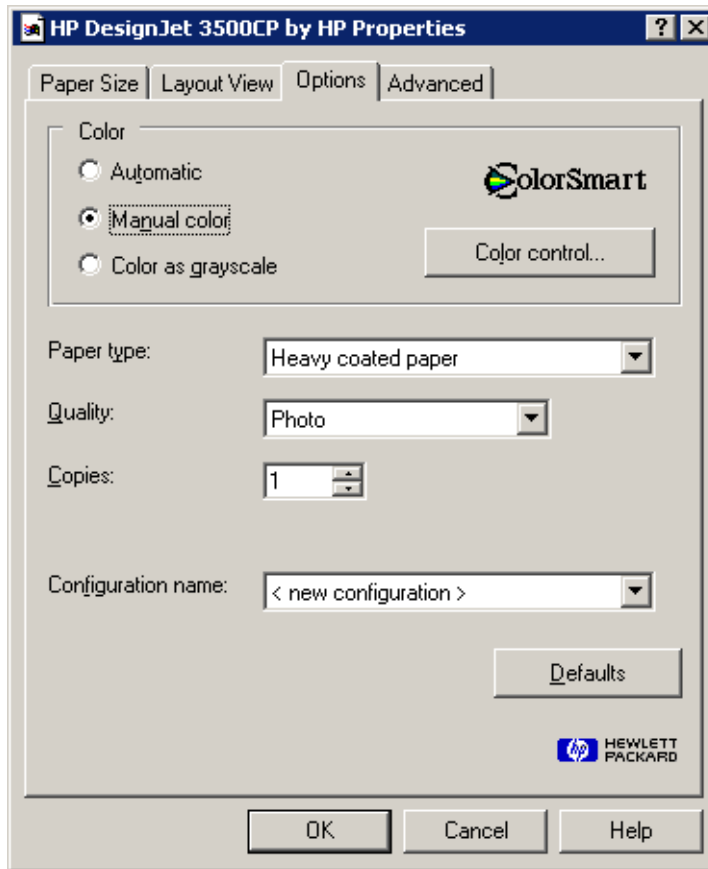 HP DesignJet 3500CP by HP Properties
Paper Size Layout View Options Advanced
Color
Automatic
ColorSmart
Manual color
Color control...
Color as grayscale
Paper type: Heavy coated paper
Quality: Photo
Copies: 1
Configuration name: < new configuration >
Defaults
hp HEWLETT
PACKARD
OK Cancel Help